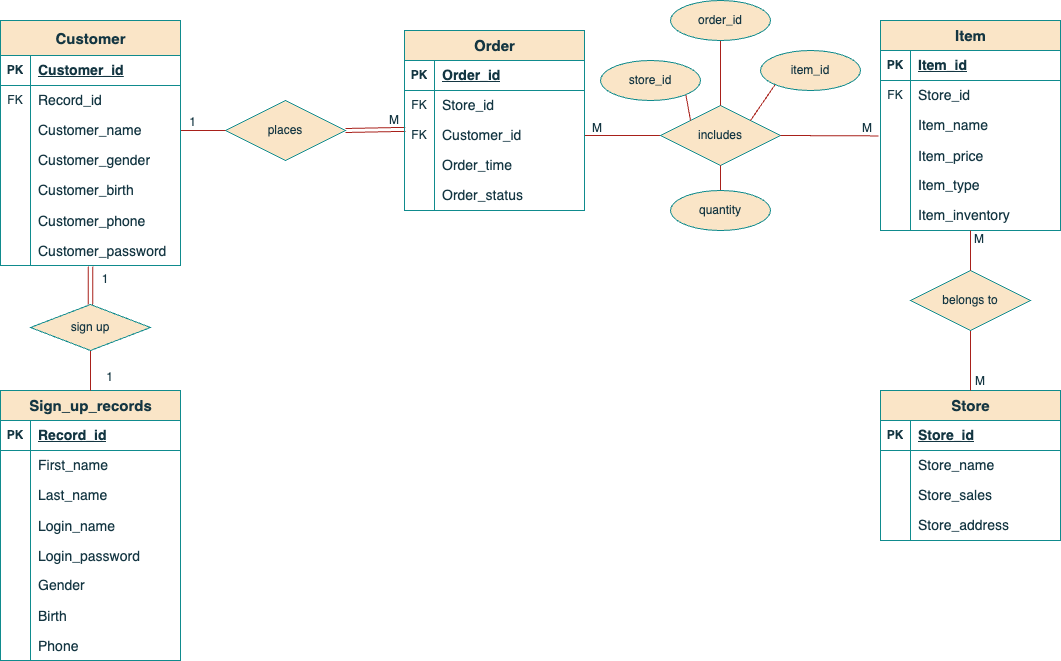 Customer
PK Customer_id
FK Record_id
Customer_name
Customer_gender
Customer_birth
Customer_phone
Customer_password
1
places
M
Order
PK Order_id
FK Store_id
FK Customer_id
Order_time
Order_status
M
order_id
store_id
item_id
includes
quantity
M
Item
PK Item_id
FK Store_id
Item_name
Item_price
Item_type
Item_inventory
M
belongs to
M
Store
PK Store_id
Store_name
Store_sales
Store_address
1
sign up
1
Sign_up_records
PK Record_id
First_name
Last_name
Login_name
Login_password
Gender
Birth
Phone